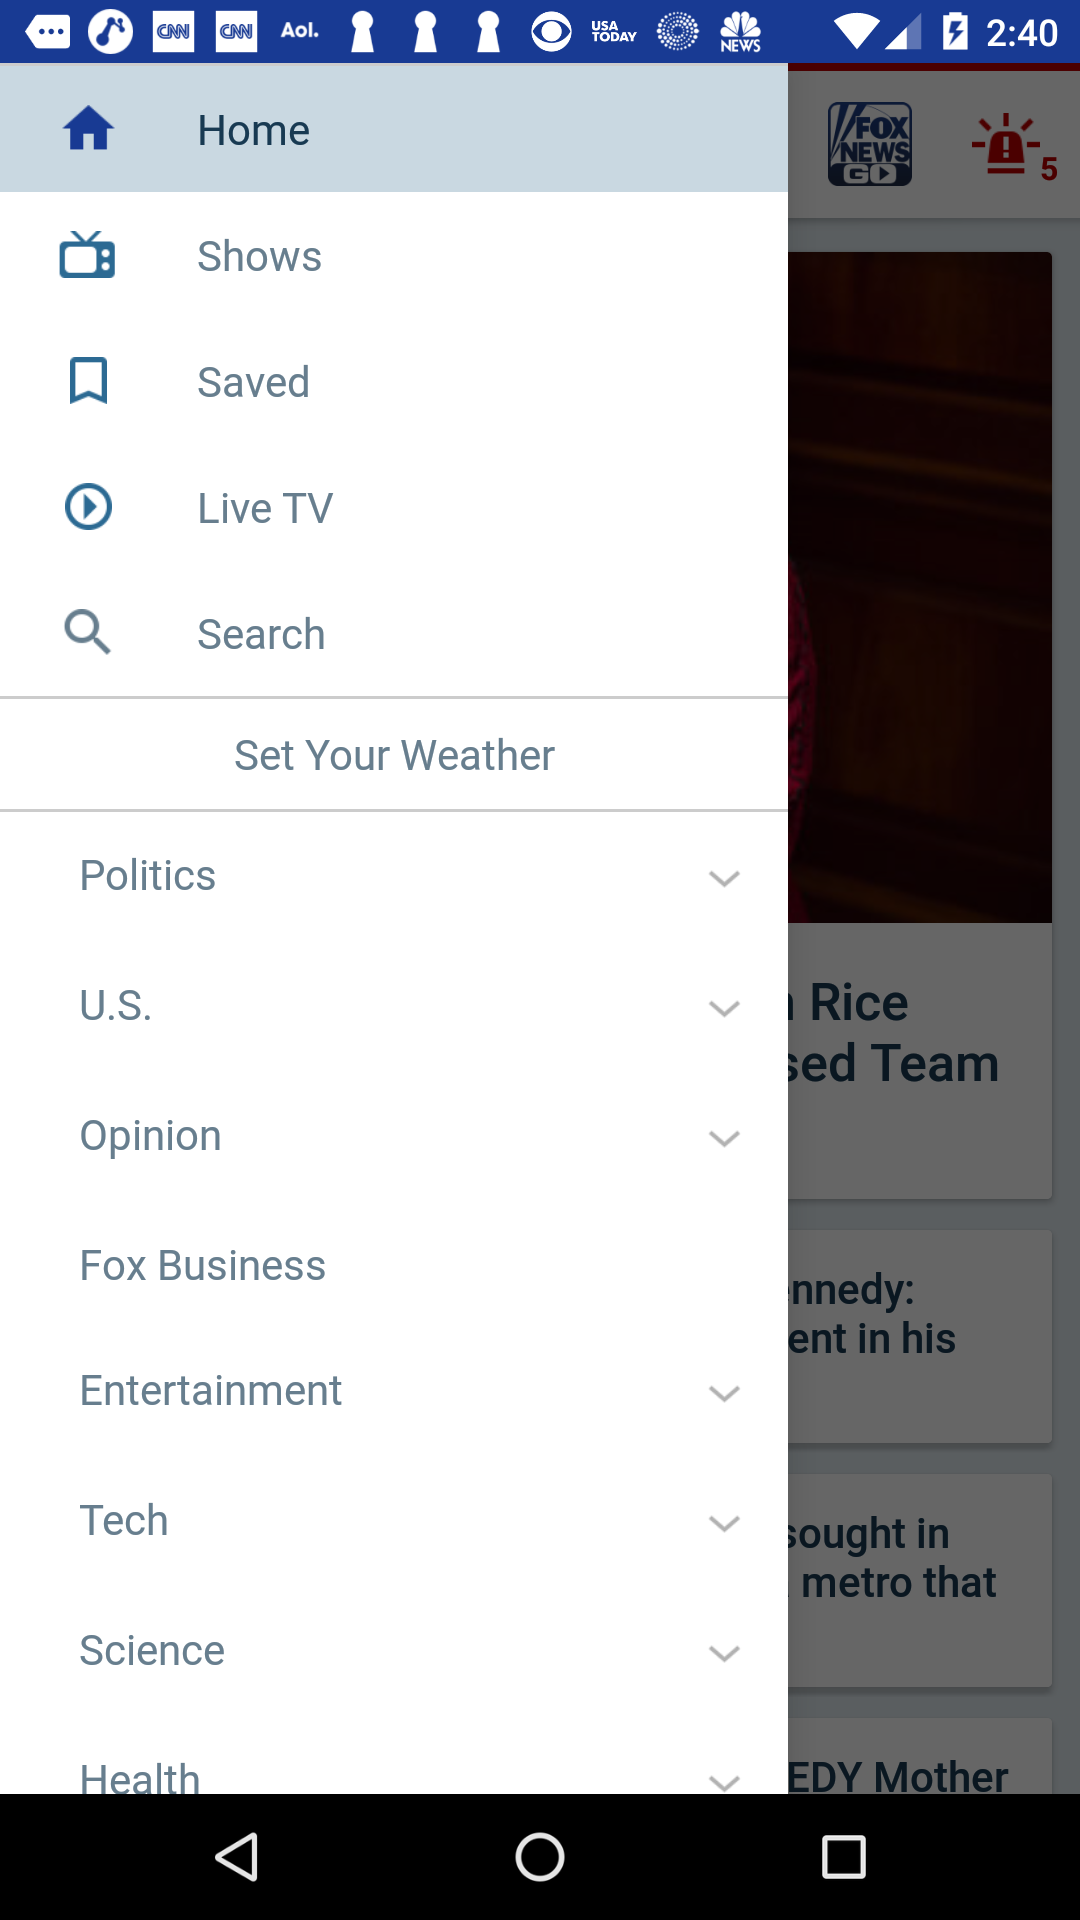 CNN CNN Aol. USA TODAY NEWS 2:40
Home
FOX NEWS GO
5
Shows
Saved
Live TV
Search
Set Your Weather
Politics
U.S.
Rice
sed Team
Opinion
Fox Business
ennedy:
ent in his
Entertainment
Tech
sought in
metro that
Science
Health
EDY Mother